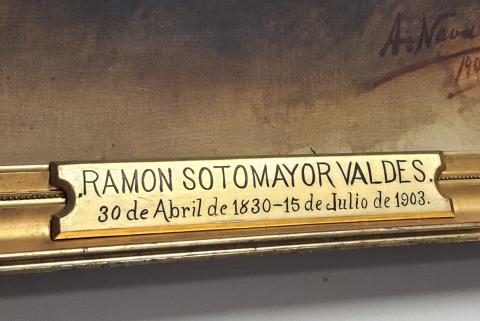 RAMON SOTOMAYOR VALDES.
30 de Abril de 1830-15 de Julio de 1903.